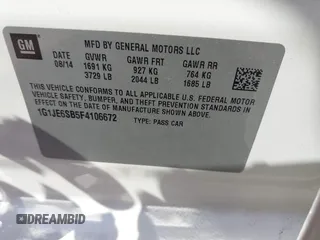 GM
MFD BY GENERAL MOTORS LLC
DATE GVWR GAWR FRT GAWR RR
08/14 1691 KG 927 KG 764 KG
3729 LB 2044 LB 1685 LB
THIS VEHICLE CONFORMS TO ALL APPLICABLE U.S. FEDERAL MOTOR
VEHICLE SAFETY, BUMPER, AND THEFT PREVENTION STANDARDS IN
EFFECT ON THE DATE OF MANUFACTURE SHOWN ABOVE.
1G1JE6SB5F4106672 TYPE: PASS CAR
DREAMBID
DREAMBID